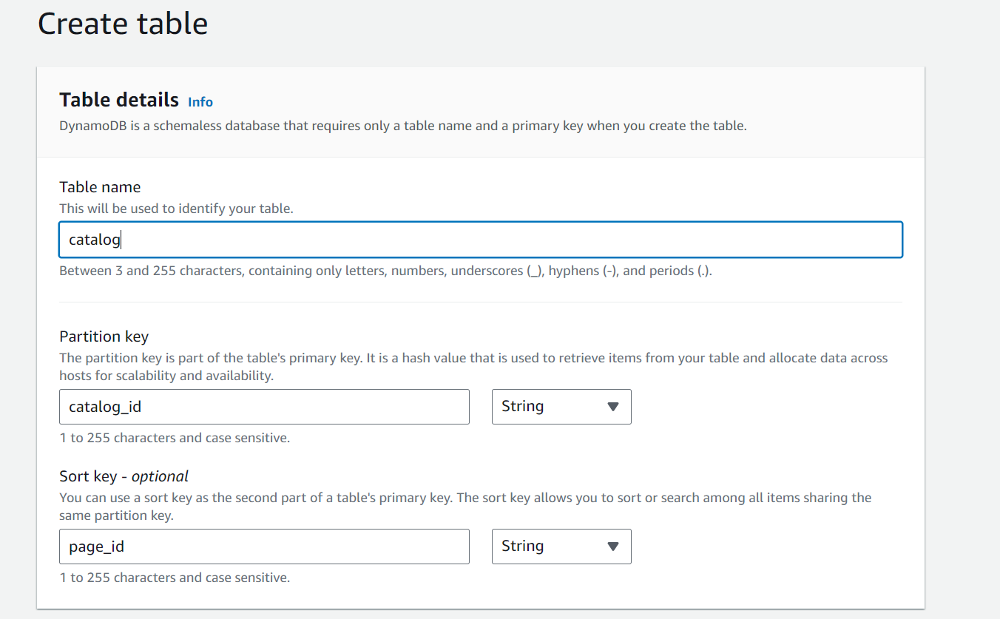 Create table
Table details Info
DynamoDB is a schemaless database that requires only a table name and a primary key when you create the table.
Table name
This will be used to identify your table.
catalog
Between 3 and 255 characters, containing only letters, numbers, underscores (_), hyphens (-), and periods (.).
Partition key
The partition key is part of the table's primary key. It is a hash value that is used to retrieve items from your table and allocate data across
hosts for scalability and availability.
catalog_id String
1 to 255 characters and case sensitive.
Sort key - optional
You can use a sort key as the second part of a table's primary key. The sort key allows you to sort or search among all items sharing the
same partition key.
page_id String
1 to 255 characters and case sensitive.